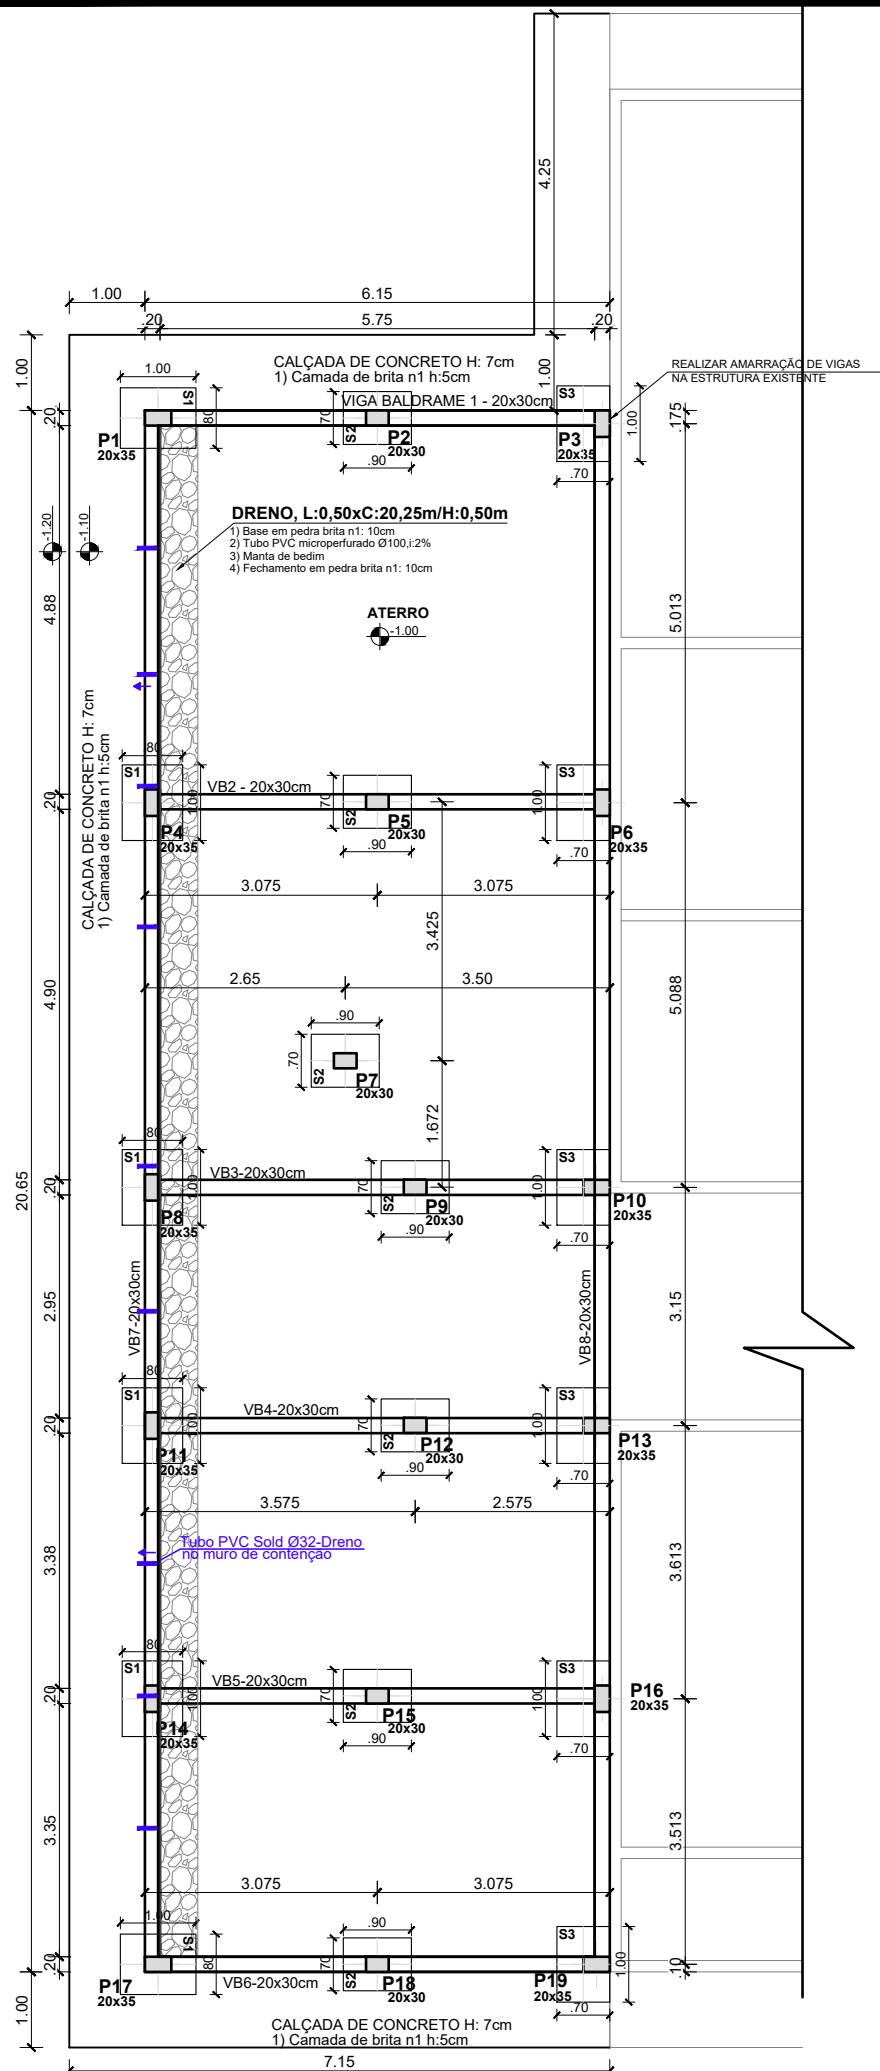 4.25
1.00
6.15
.20
5.75
.20
1.00
1.00
CALÇADA DE CONCRETO H: 7cm
1) Camada de brita n1 h:5cm
1.00
REALIZAR AMARRAÇÃO DE VIGAS
NA ESTRUTURA EXISTENTE
S1
.80
VIGA BALDRAME 1 - 20x30cm
.70
S2
S3
1.00
.175
.20
P1
20x35
P2
20x30
P3
20x35
.90
.70
-1.20
-1.10
DRENO, L:0,50xC:20,25m/H:0,50m
1) Base em pedra brita n1: 10cm
2) Tubo PVC microperfurado Ø100,i:2%
3) Manta de bedim
4) Fechamento em pedra brita n1: 10cm
4.88
ATERRO
-1.00
5.013
CALÇADA DE CONCRETO H: 7cm
1) Camada de brita n1 h:5cm
.80
S1
1.00
VB2 - 20x30cm
.70
S2
1.00
S3
.20
P4
20x35
P5
20x30
P6
20x35
.90
.70
3.075
3.075
3.425
4.90
2.65
3.50
5.088
.90
.70
S2
P7
20x30
1.672
.80
S1
1.00
VB3-20x30cm
.70
S2
1.00
S3
20.65
.20
P8
20x35
P9
20x30
P10
20x35
.90
.70
VB7-20x30cm
2.95
VB8-20x30cm
3.15
.80
S1
1.00
VB4-20x30cm
.70
S2
1.00
S3
.20
P11
20x35
P12
20x30
P13
20x35
.90
.70
3.575
2.575
Tubo PVC Sold Ø32-Dreno
no muro de contenção
3.38
3.613
.80
S1
1.00
VB5-20x30cm
.70
S2
1.00
S3
.20
P14
20x35
P15
20x30
P16
20x35
.90
.70
3.35
3.513
3.075
3.075
1.00
S1
.80
.90
.70
S2
S3
1.00
.10
.20
P17
20x35
VB6-20x30cm
P18
20x30
P19
20x35
.70
1.00
CALÇADA DE CONCRETO H: 7cm
1) Camada de brita n1 h:5cm
7.15